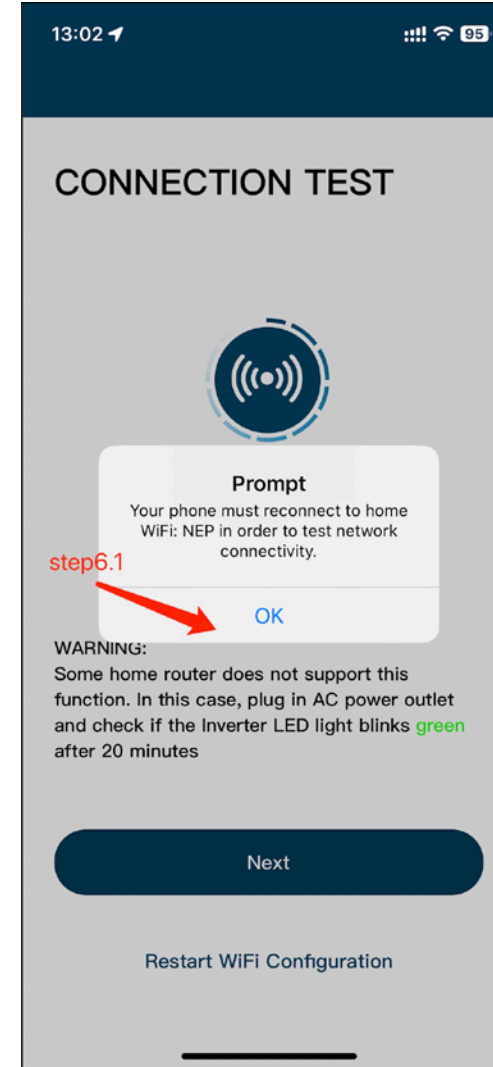 13:02
95
CONNECTION TEST
Prompt
Your phone must reconnect to home
WiFi: NEP in order to test network
connectivity.
step6.1
OK
WARNING:
Some home router does not support this
function. In this case, plug in AC power outlet
and check if the Inverter LED light blinks green
after 20 minutes
Next
Restart WiFi Configuration